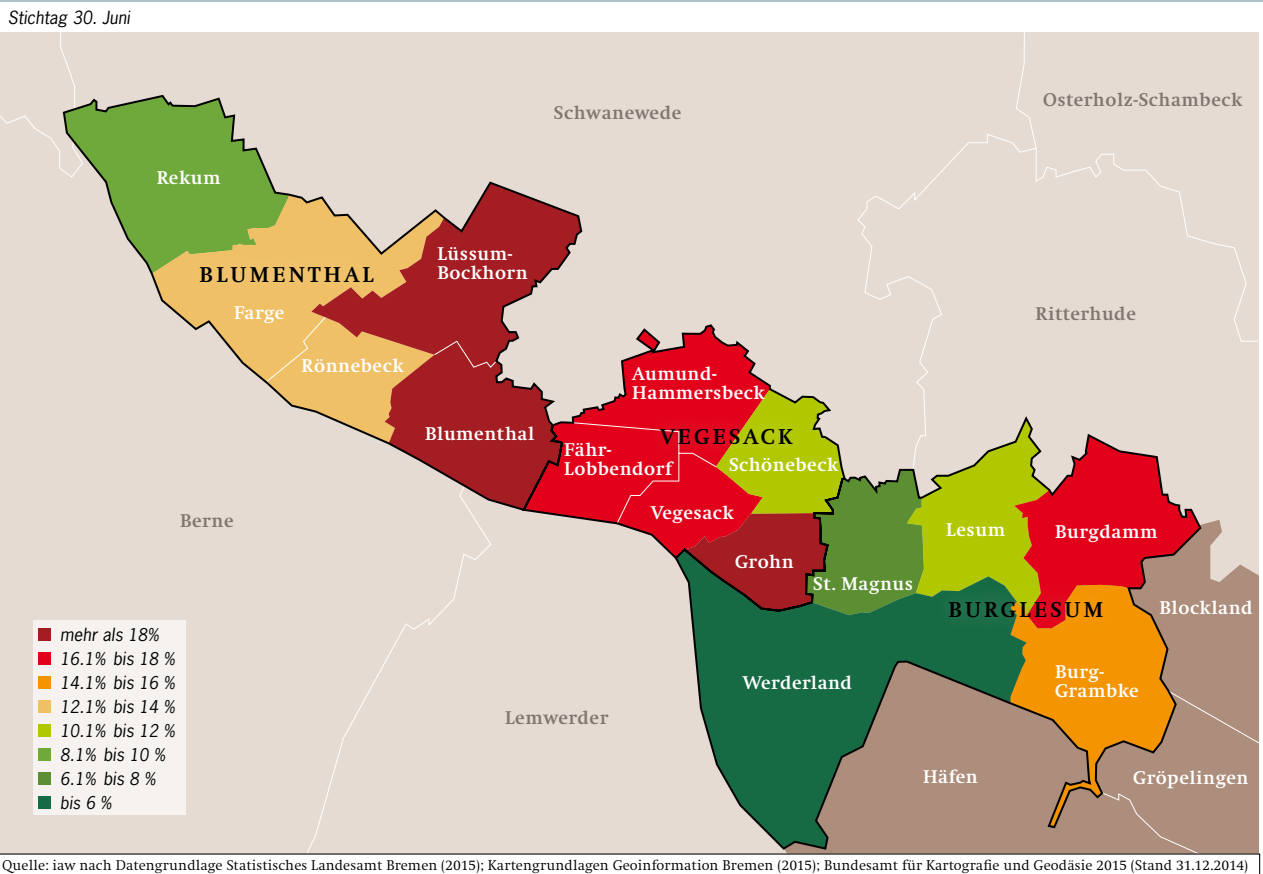 Stichtag 30. Juni
Schwanewede
Osterholz-Schambeck
Rekum
Lüssum-
Bockhorn
BLUMENTHAL
Farge
Ritterhude
Rönnebeck
Aumund-
Hammersbeck
Blumenthal
VEGESACK
Fähr-
Lobbendorf
Schönebeck
Vegesack
Berne
Lesum
Burgdamm
Grohn
St. Magnus
BURGLESUM
Blockland
Werderland
Burg-
Grambke
Lemwerder
Häfen
Gröpelingen
mehr als 18%
16.1% bis 18 %
14.1% bis 16 %
12.1% bis 14 %
10.1% bis 12 %
8.1% bis 10 %
6.1% bis 8 %
bis 6 %
Quelle: iaw nach Datengrundlage Statistisches Landesamt Bremen (2015); Kartengrundlagen Geoinformation Bremen (2015); Bundesamt für Kartografie und Geodäsie 2015 (Stand 31.12.2014)